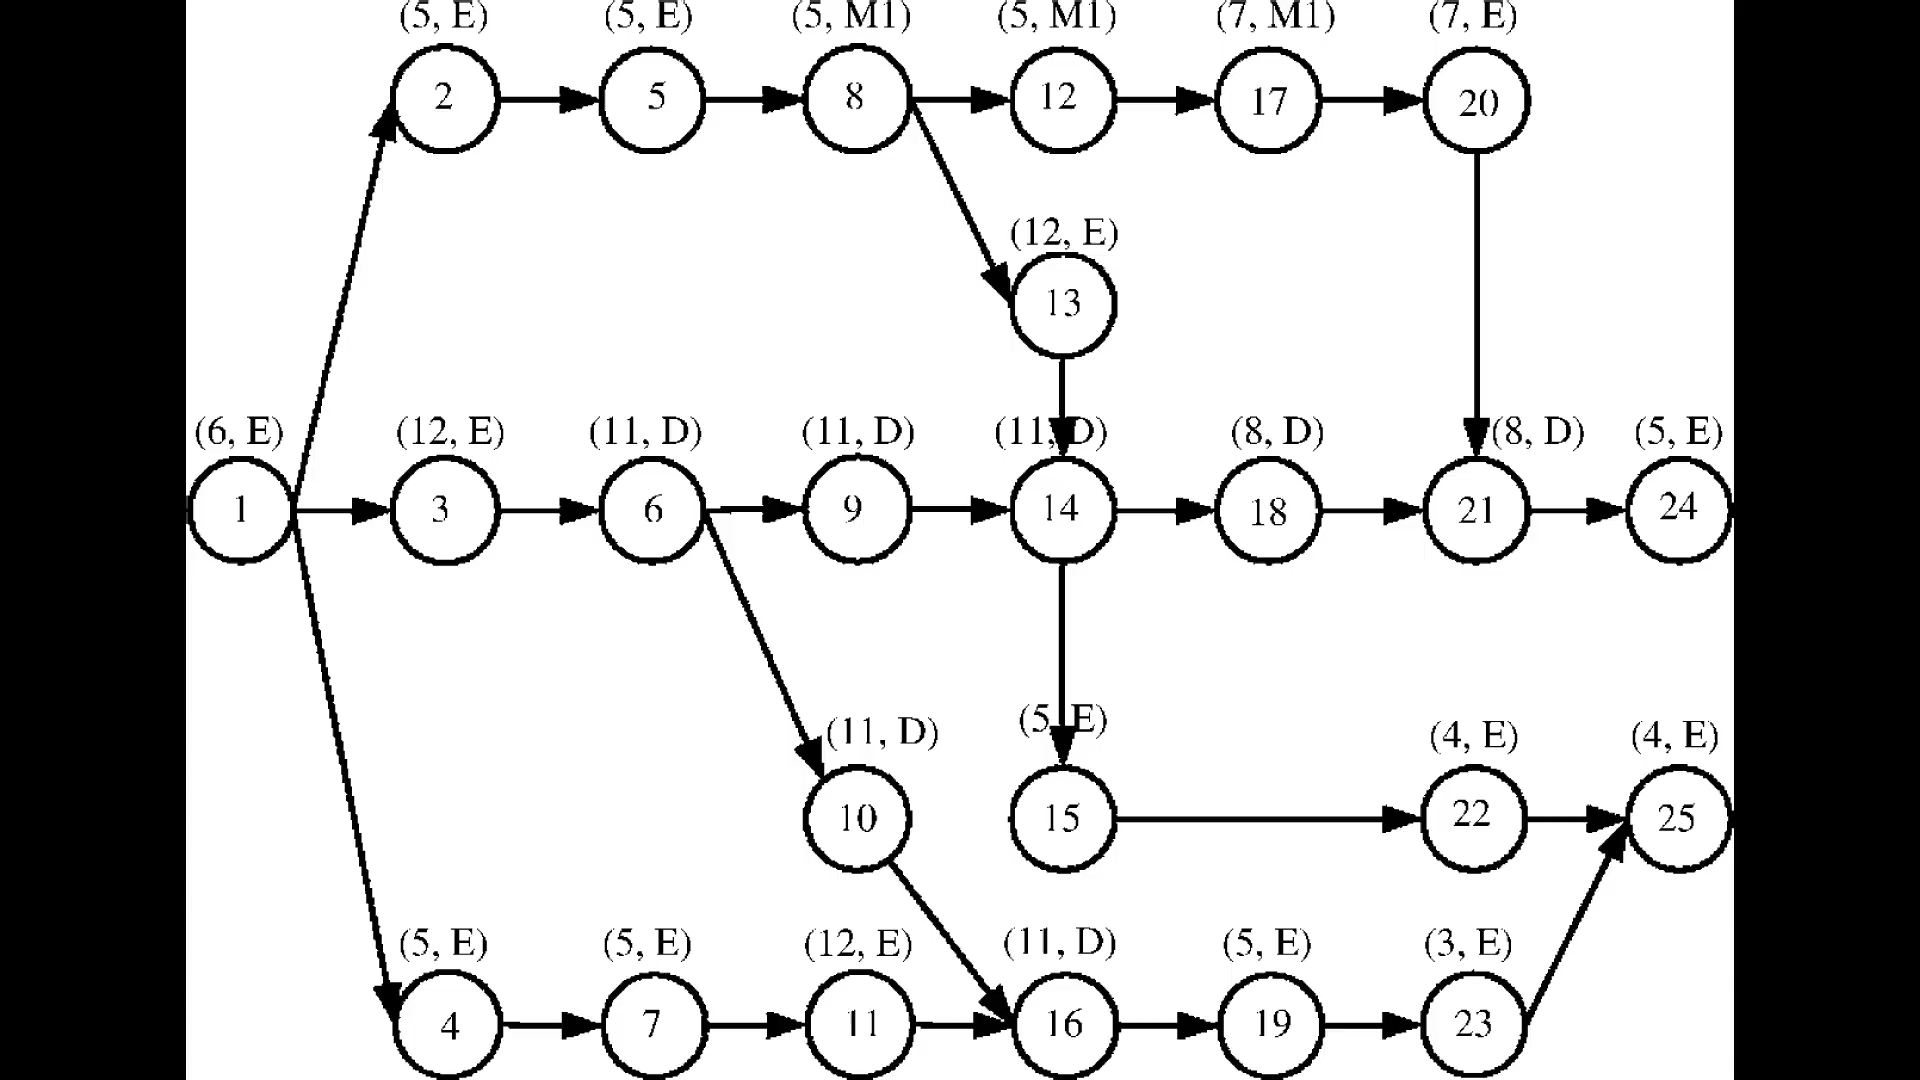 (5, E) (5, E) (5, M1) (5, M1) (7, M1) (7, E)
2 5 8 12 17 20
(12, E)
13
(6, E) (12, E) (11, D) (11, D) (11, D) (8, D) (8, D) (5, E)
1 3 6 9 14 18 21 24
(11, D) (5, E) (4, E) (4, E)
10 15 22 25
(5, E) (5, E) (12, E) (11, D) (5, E) (3, E)
4 7 11 16 19 23